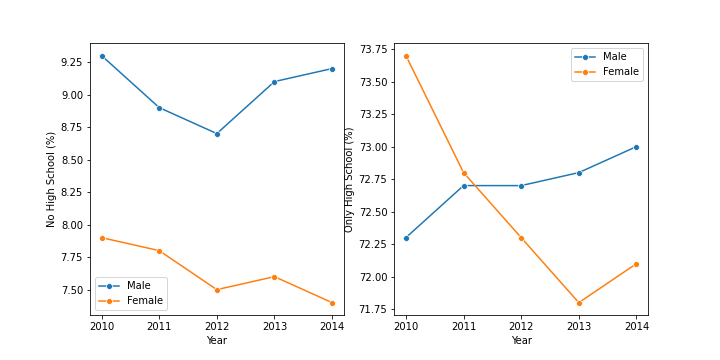 No High School (%)
9.25
9.00
8.75
8.50
8.25
8.00
7.75
7.50
Male
Female
2010 2011 2012 2013 2014
Year
Only High School (%)
73.75
73.50
73.25
73.00
72.75
72.50
72.25
72.00
71.75
Male
Female
2010 2011 2012 2013 2014
Year